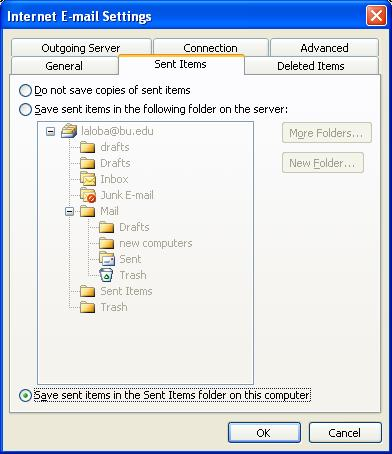 Internet E-mail Settings
Outgoing Server Connection Advanced
General Sent Items Deleted Items
Do not save copies of sent items
Save sent items in the following folder on the server:
laloba@bu.edu
More Folders...
drafts
Drafts
New Folder...
Inbox
Junk E-mail
Mail
Drafts
new computers
Sent
Trash
Sent Items
Trash
Save sent items in the Sent Items folder on this computer
OK Cancel